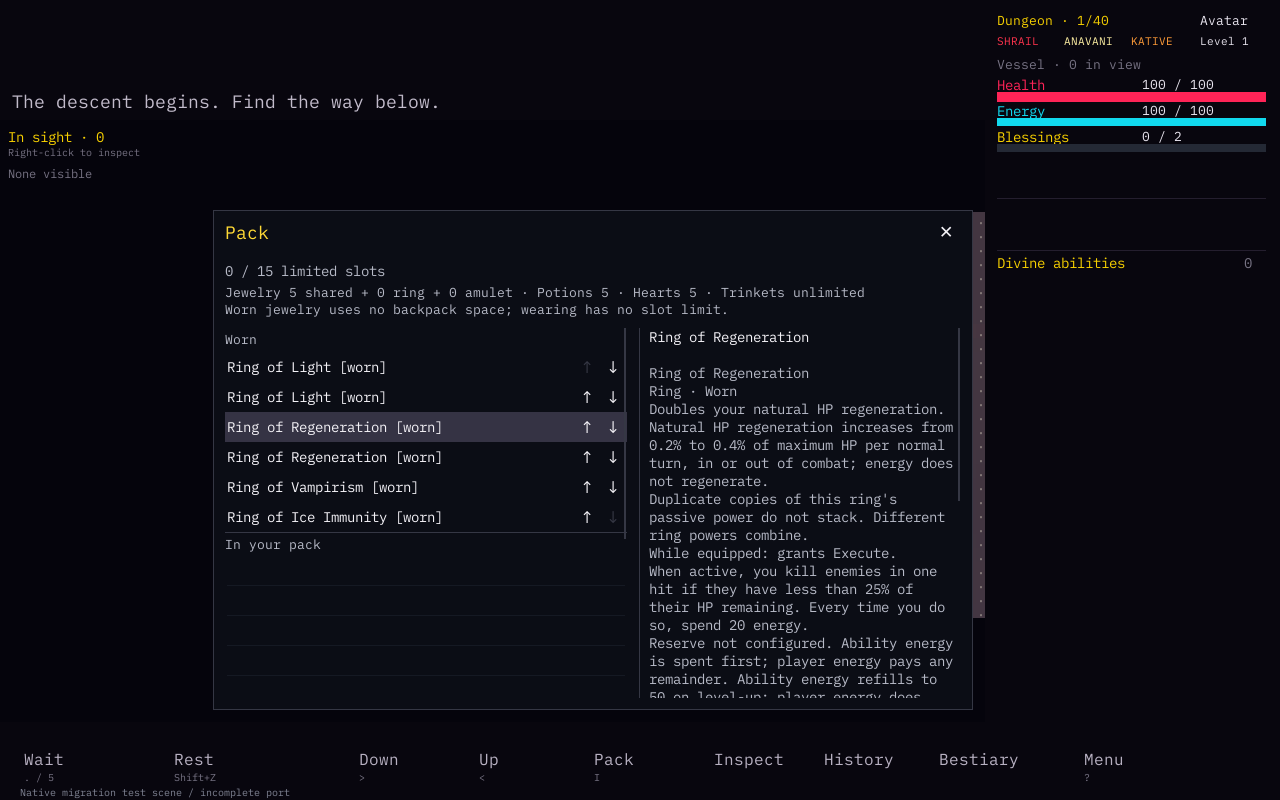 Dungeon · 1/40
Avatar
SHRAIL ANAVANI KATIVE Level 1
Vessel · 0 in view
Health 100 / 100
Energy 100 / 100
Blessings 0 / 2
Divine abilities 0
The descent begins. Find the way below.
In sight · 0
Right-click to inspect
None visible
Pack ✕
0 / 15 limited slots
Jewelry 5 shared + 0 ring + 0 amulet · Potions 5 · Hearts 5 · Trinkets unlimited
Worn jewelry uses no backpack space; wearing has no slot limit.
Worn
Ring of Light [worn] ↑ ↓
Ring of Light [worn] ↑ ↓
Ring of Regeneration [worn] ↑ ↓
Ring of Regeneration [worn] ↑ ↓
Ring of Vampirism [worn] ↑ ↓
Ring of Ice Immunity [worn] ↑ ↓
In your pack
Ring of Regeneration
Ring of Regeneration
Ring · Worn
Doubles your natural HP regeneration.
Natural HP regeneration increases from
0.2% to 0.4% of maximum HP per normal
turn, in or out of combat; energy does
not regenerate.
Duplicate copies of this ring's
passive power do not stack. Different
ring powers combine.
While equipped: grants Execute.
When active, you kill enemies in one
hit if they have less than 25% of
their HP remaining. Every time you do
so, spend 20 energy.
Reserve not configured. Ability energy
is spent first; player energy pays any
remainder. Ability energy refills to
50 on level-up; player energy does
Wait
. / 5
Rest
Shift+Z
Down
>
Up
<
Pack
I
Inspect
History
Bestiary
Menu
?
Native migration test scene / incomplete port